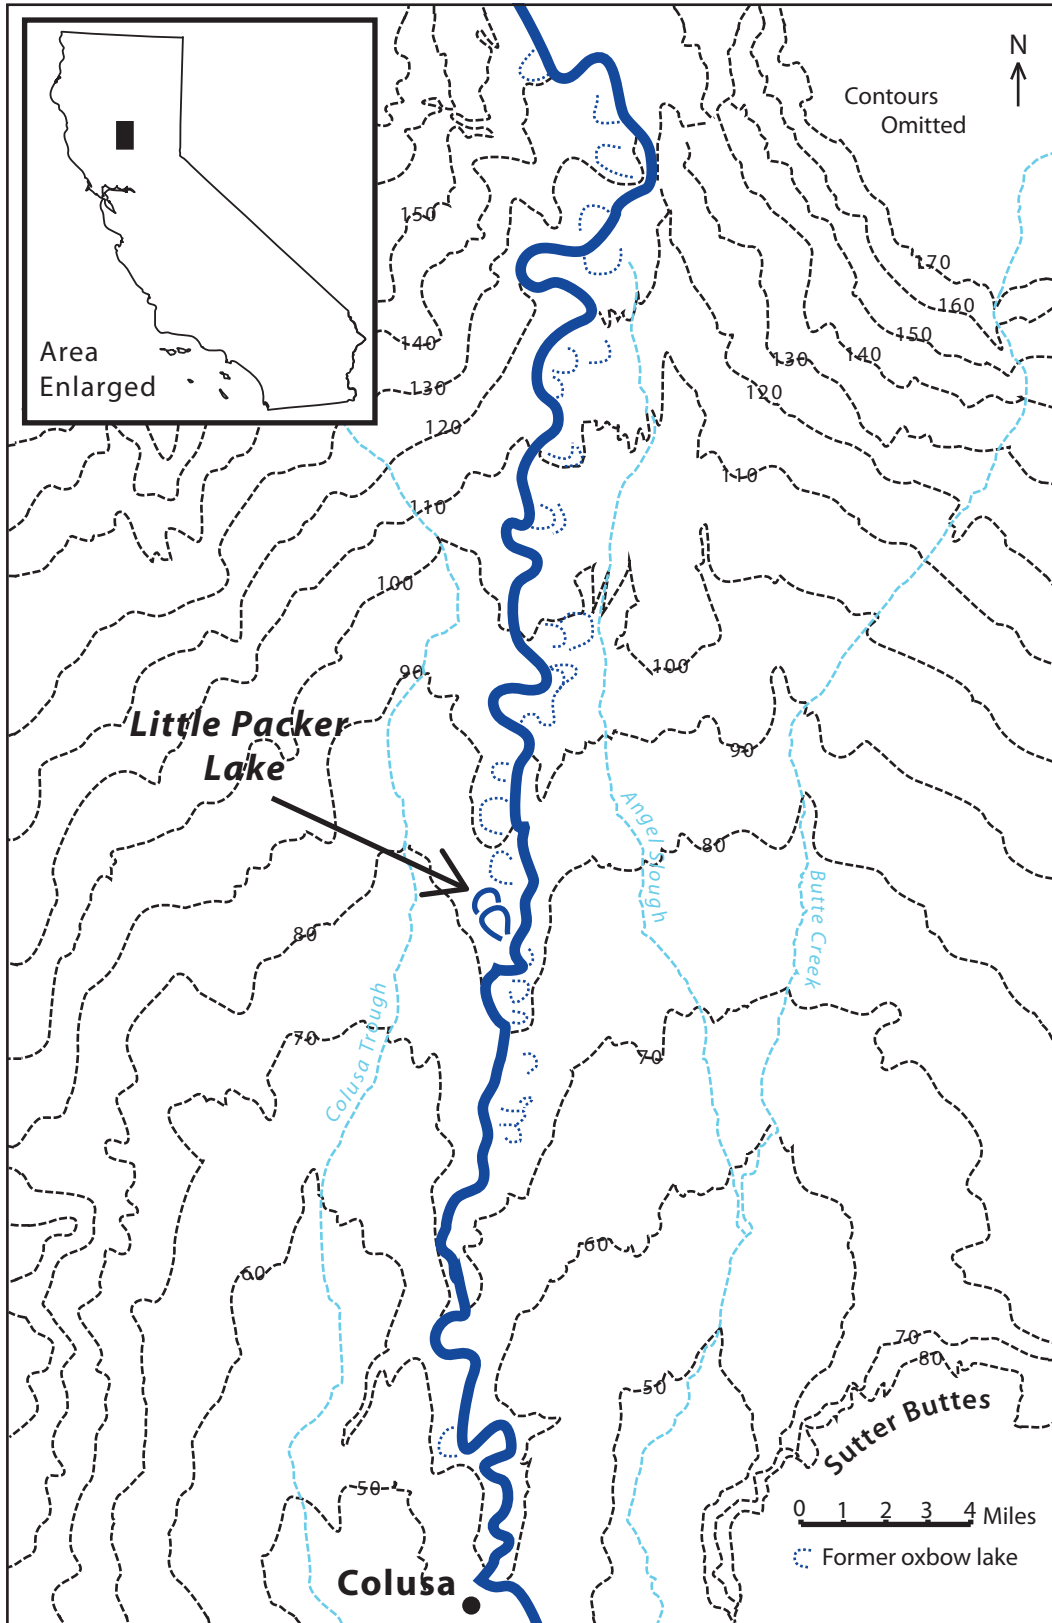 N
Contours
Omitted
Area
Enlarged
150
140
130
120
110
100
90
80
70
60
50
170
160
150
140
130
120
110
100
90
80
70
60
50
70
80
Little Packer
Lake
Angel Slough
Butte Creek
Colusa Trough
Sutter Buttes
0 1 2 3 4 Miles
Former oxbow lake
Colusa